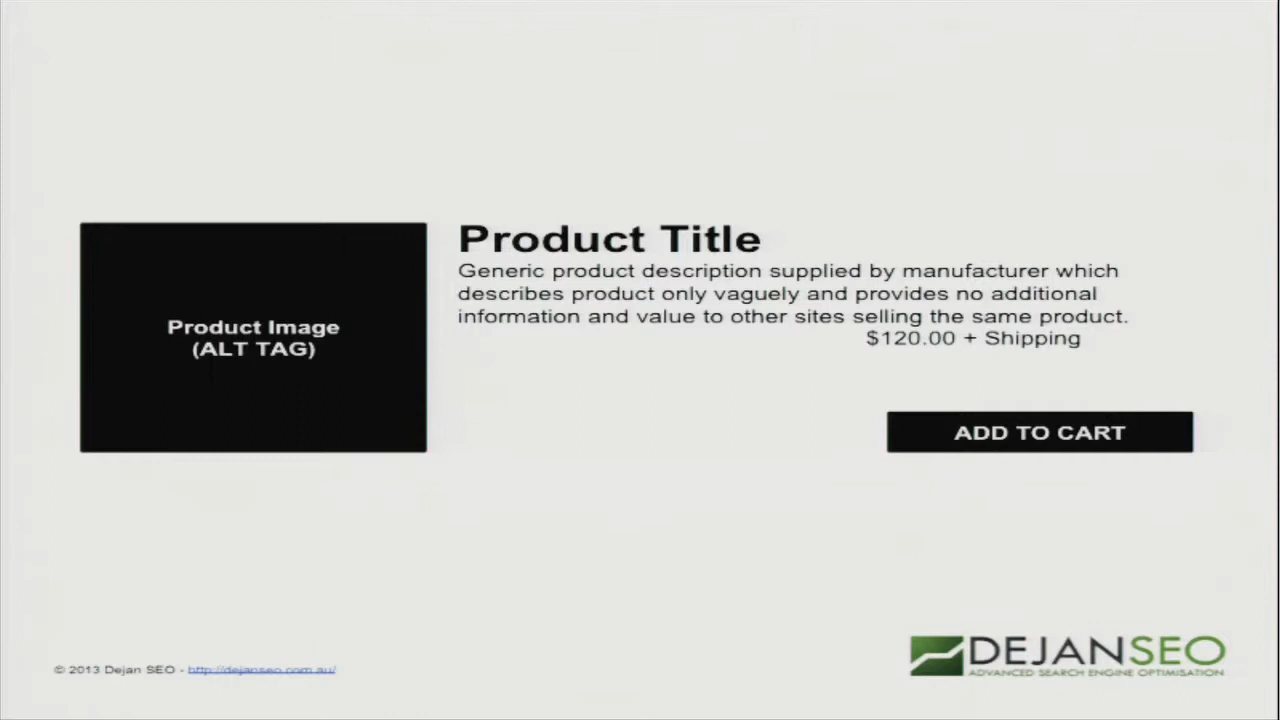 Product Title
Generic product description supplied by manufacturer which
describes product only vaguely and provides no additional
information and value to other sites selling the same product.
$120.00 + Shipping
Product Image
(ALT TAG)
ADD TO CART
© 2013 Dejan SEO - http://dejanseo.com.au/
DEJANSEO
ADVANCED SEARCH ENGINE OPTIMISATION